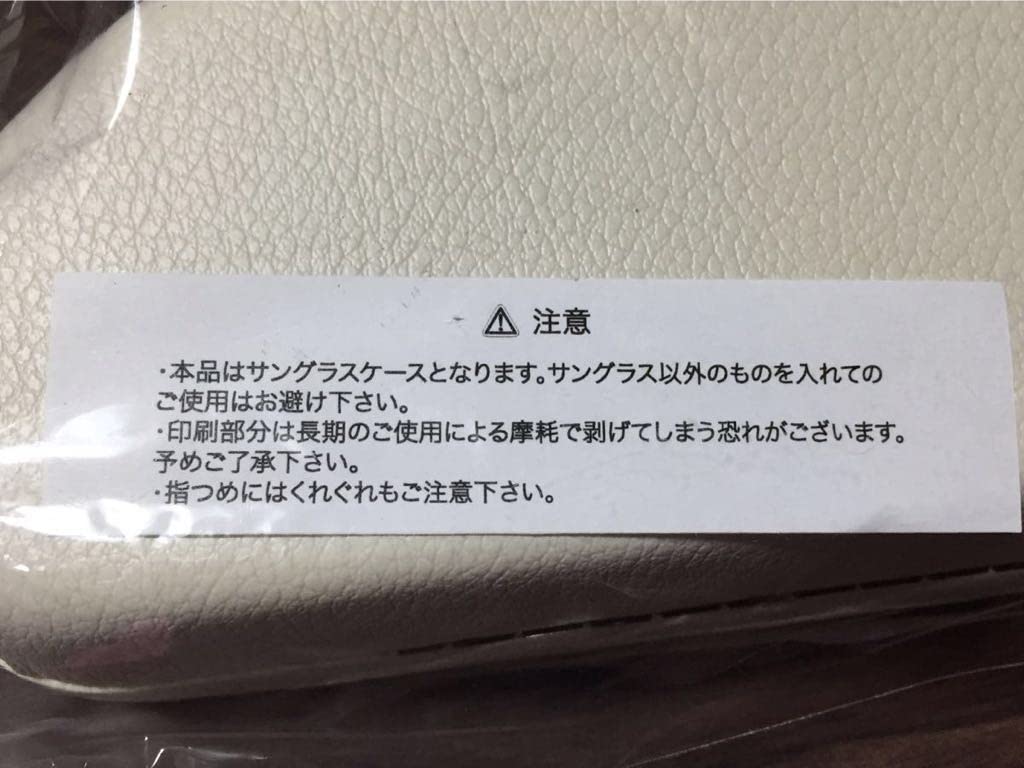 ⚠ 注意
・本品はサングラスケースとなります。サングラス以外のものを入れての
ご使用はお避け下さい。
・印刷部分は長期のご使用による摩耗で剥げてしまう恐れがございます。
予めご了承下さい。
・指つめにはくれぐれもご注意下さい。